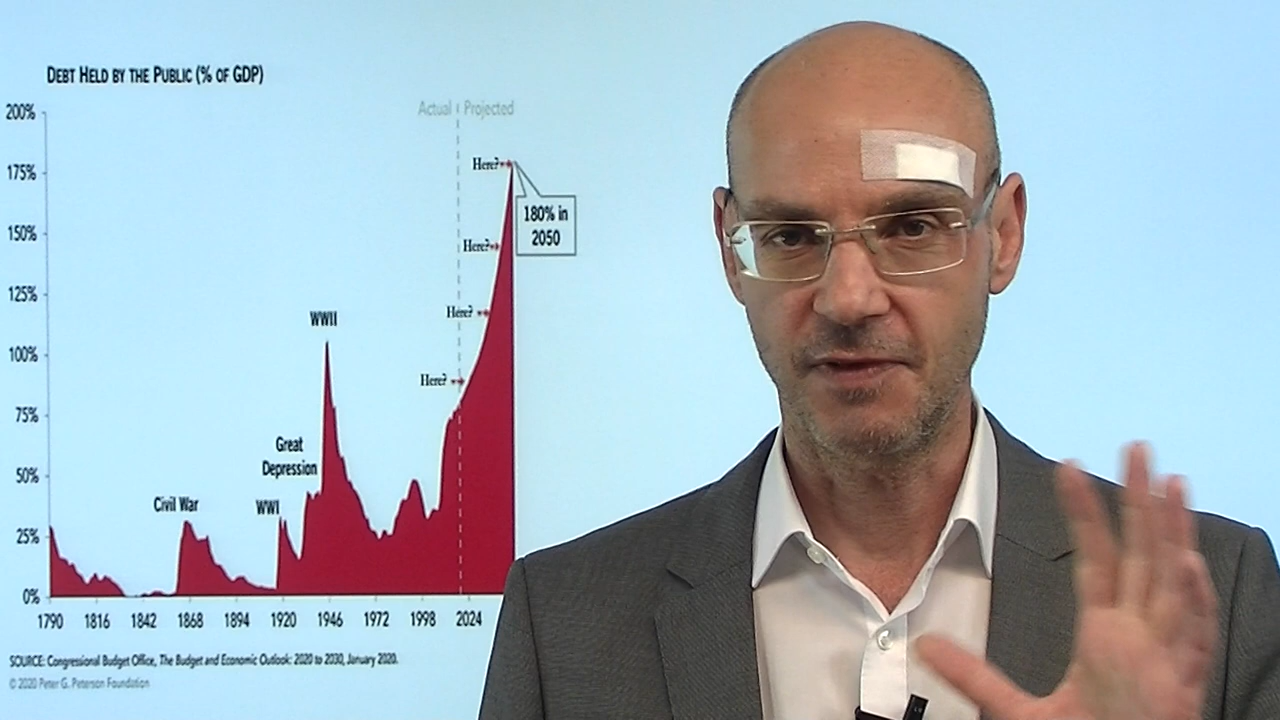 DEBT HELD BY THE PUBLIC (% OF GDP)
Actual Projected
200%
175%
150%
125%
100%
75%
50%
25%
0%
Here?
180% in
2050
Here?
Here?
Here?
WWII
Great
Depression
Civil War
WWI
1790 1816 1842 1868 1894 1920 1946 1972 1998 2024
SOURCE: Congressional Budget Office, The Budget and Economic Outlook: 2020 to 2030, January 2020.
© 2020 Peter G. Peterson Foundation